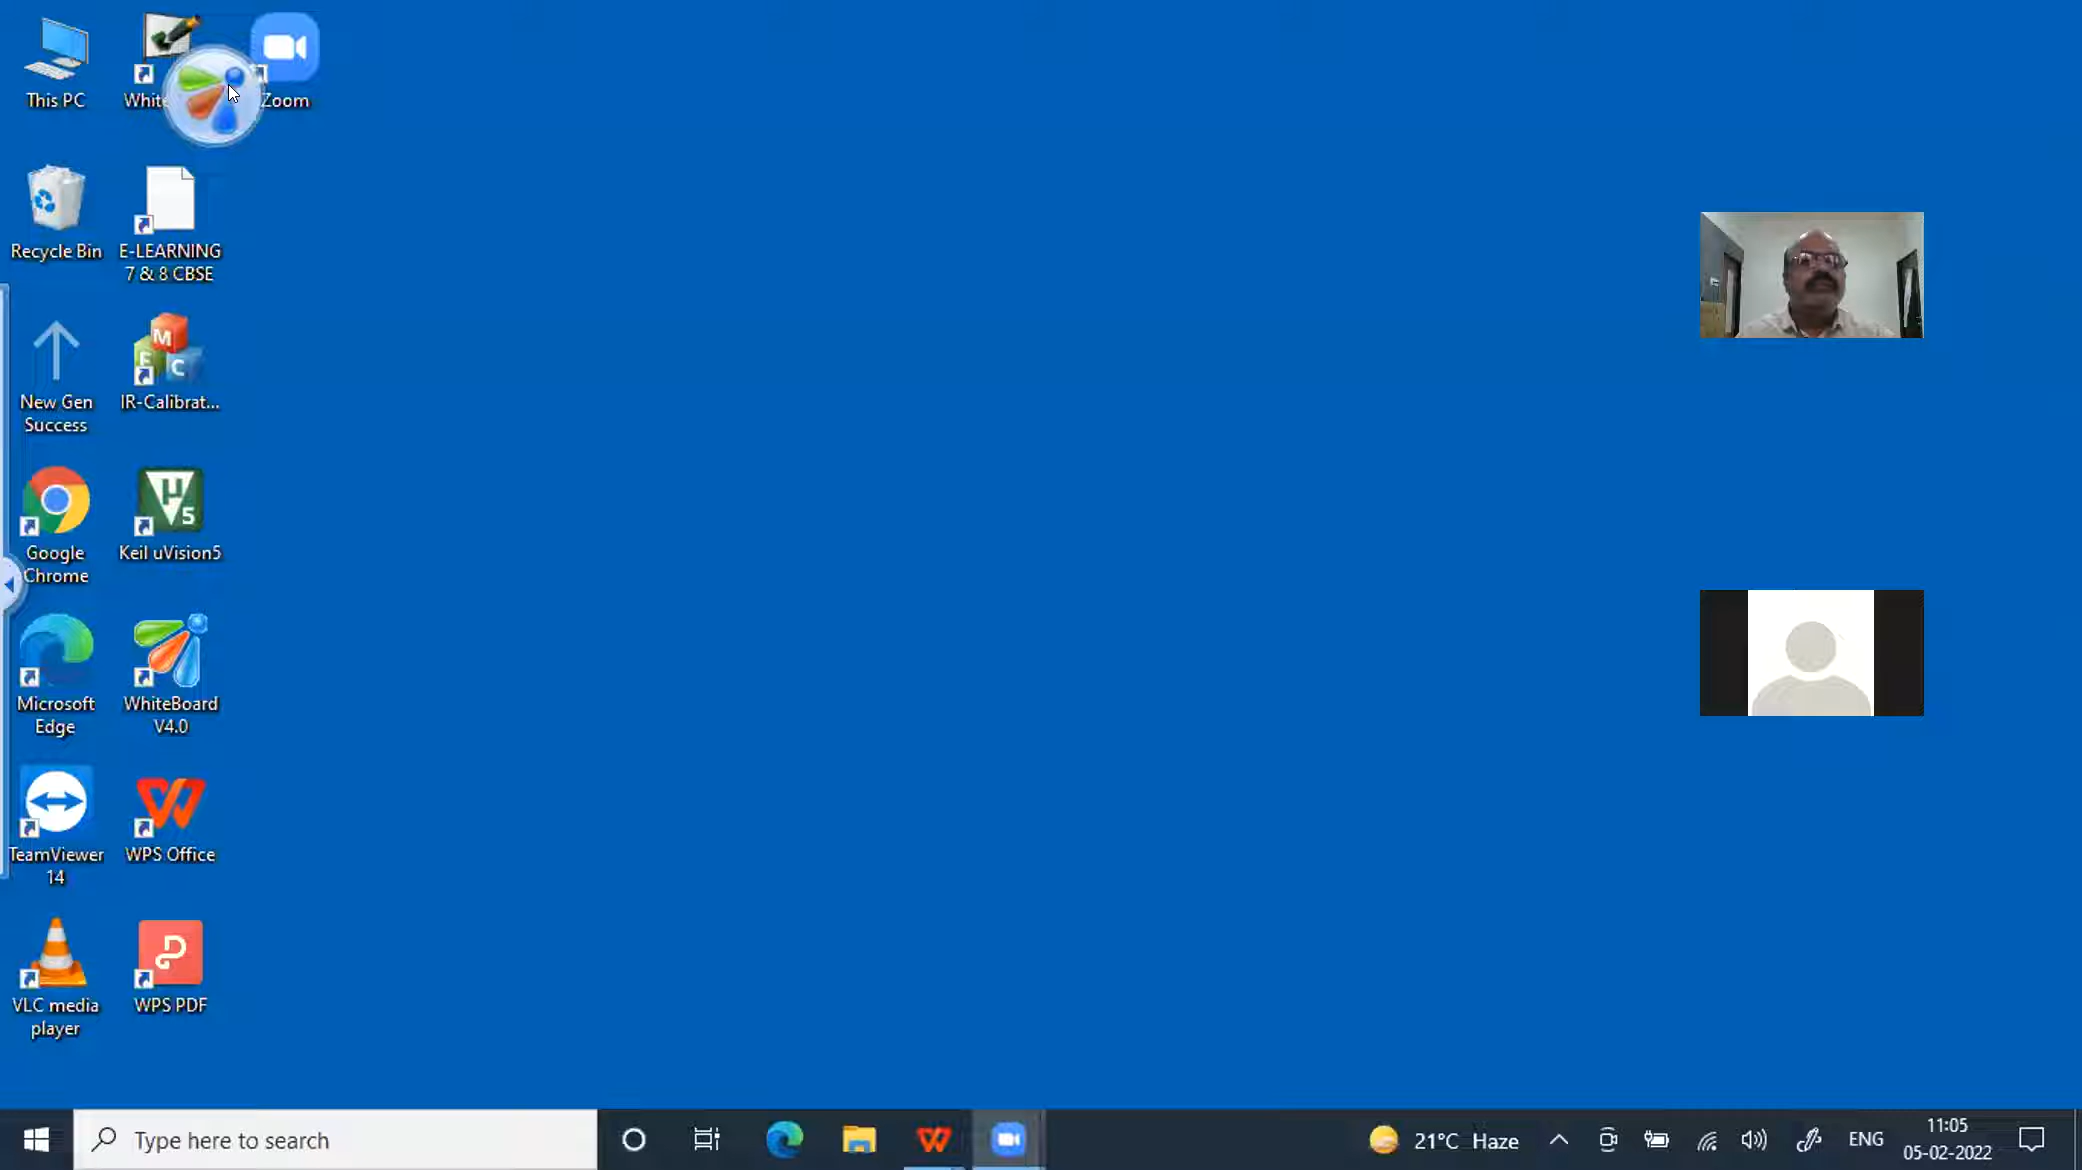 This PC
White
Zoom
Recycle Bin
E-LEARNING
7 & 8 CBSE
M
E
C
New Gen
Success
IR-Calibrat...
µ
5
Google
Chrome
Keil uVision5
Microsoft
Edge
WhiteBoard
V4.0
TeamViewer
14
WPS Office
VLC media
player
WPS PDF
Type here to search
21°C Haze
ENG
11:05
05-02-2022